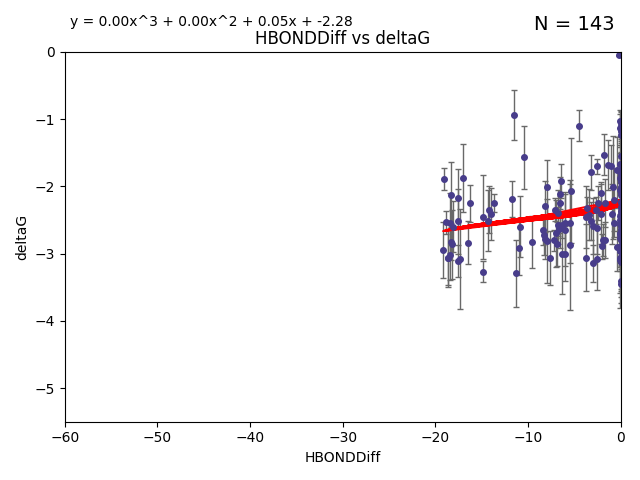 y = 0.00x^3 + 0.00x^2 + 0.05x + -2.28
N = 143
HBONDDiff vs deltaG
deltaG
0
−1
−2
−3
−4
−5
−60
−50
−40
−30
−20
−10
0
HBONDDiff